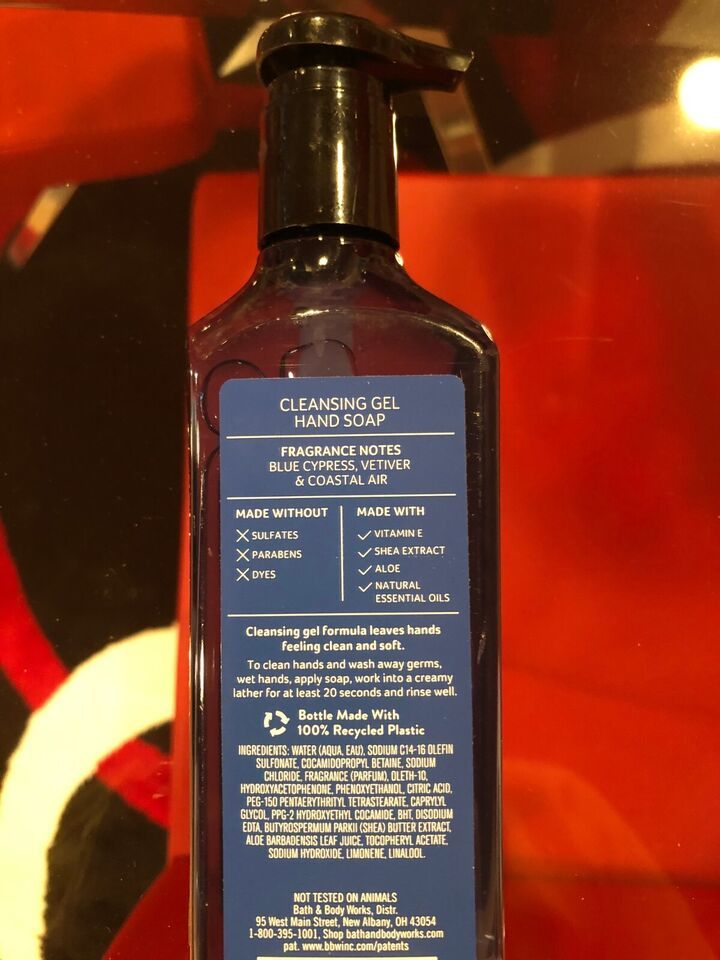 CLEANSING GEL
HAND SOAP
FRAGRANCE NOTES
BLUE CYPRESS, VETIVER
& COASTAL AIR
MADE WITHOUT
SULFATES
PARABENS
DYES
MADE WITH
VITAMIN E
SHEA EXTRACT
ALOE
NATURAL
ESSENTIAL OILS
Cleansing gel formula leaves hands
feeling clean and soft.
To clean hands and wash away germs,
wet hands, apply soap, work into a creamy
lather for at least 20 seconds and rinse well.
Bottle Made With
100% Recycled Plastic
INGREDIENTS: WATER (AQUA, EAU), SODIUM C14-16 OLEFIN
SULFONATE, COCAMIDOPROPYL BETAINE, SODIUM
CHLORIDE, FRAGRANCE (PARFUM), OLETH-10,
HYDROXYACETOPHENONE, PHENOXYETHANOL, CITRIC ACID,
PEG-150 PENTAERYTHRITYL TETRASTEARATE, CAPRYLYL
GLYCOL, PPG-2 HYDROXYETHYL COCAMIDE, BHT, DISODIUM
EDTA, BUTYROSPERMUM PARKII (SHEA) BUTTER EXTRACT,
ALOE BARBADENSIS LEAF JUICE, TOCOPHERYL ACETATE,
SODIUM HYDROXIDE, LIMONENE, LINALOOL.
NOT TESTED ON ANIMALS
Bath & Body Works, Distr.
95 West Main Street, New Albany, OH 43054
1-800-395-1001, Shop bathandbodyworks.com
pat. www.bbwinc.com/patents